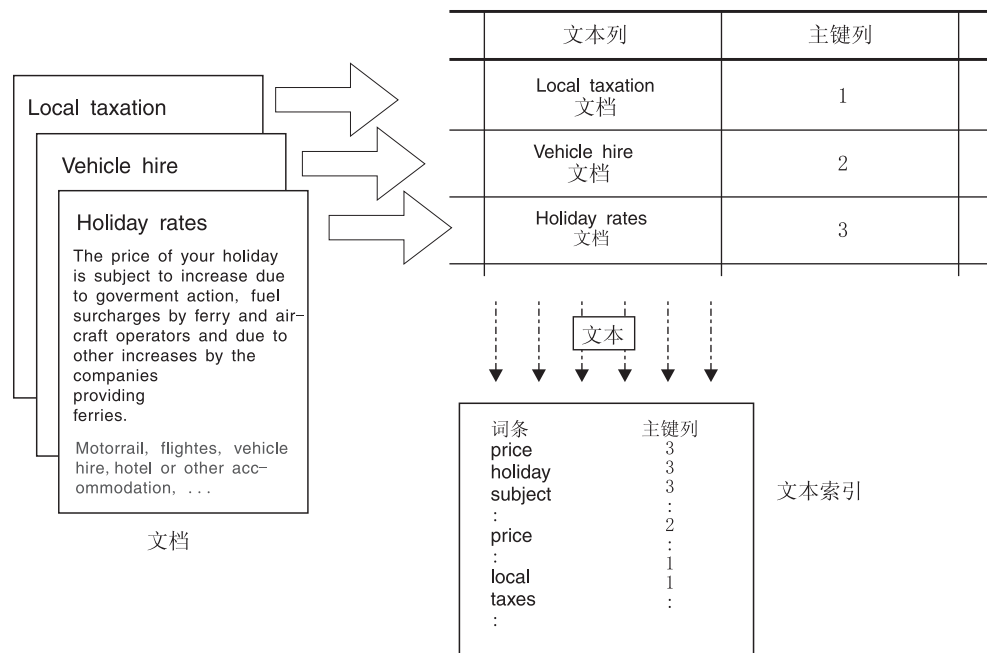 Local taxation
Vehicle hire
Holiday rates
The price of your holiday
is subject to increase due
to goverment action, fuel
surcharges by ferry and air-
craft operators and due to
other increases by the
companies
providing
ferries.
Motorrail, flightes, vehicle
hire, hotel or other acc-
ommodation, ...
文档
文本列 主键列
Local taxation 1
文档
Vehicle hire 2
文档
Holiday rates 3
文档
文本
词条 主键列
price 3
holiday 3
subject 3
: :
price 2
: :
local 1
taxes 1
: :
文本索引